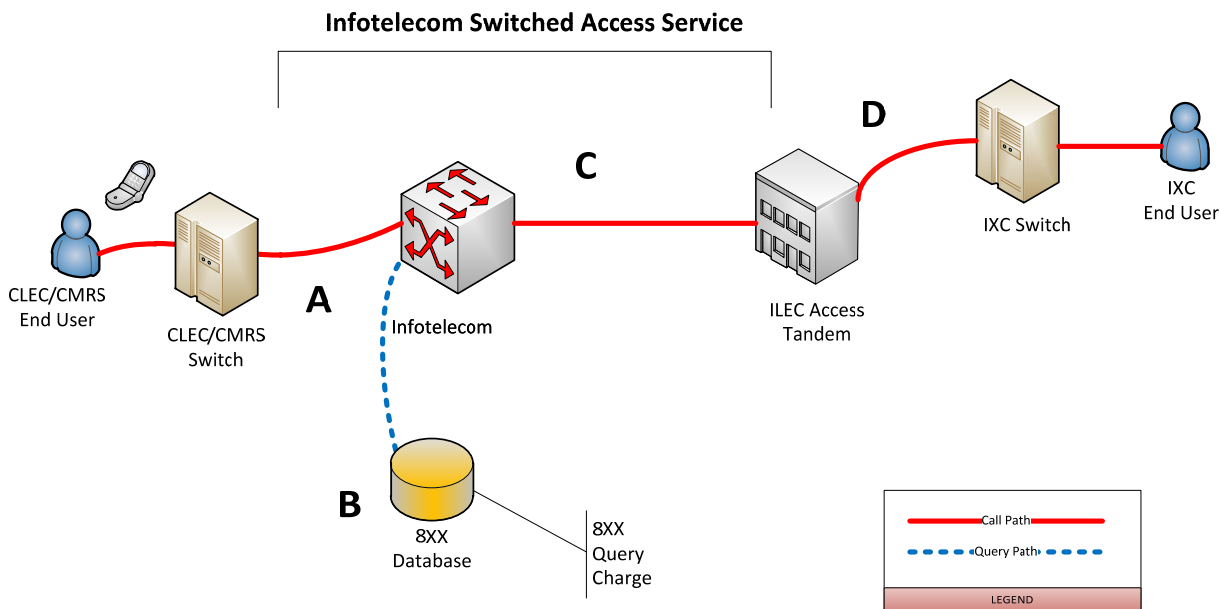 Infotelecom Switched Access Service
D
C
CLEC/CMRS
End User
CLEC/CMRS
Switch
A
Infotelecom
ILEC Access
Tandem
IXC Switch
IXC
End User
B
8XX
Database
8XX
Query
Charge
Call Path
Query Path
LEGEND